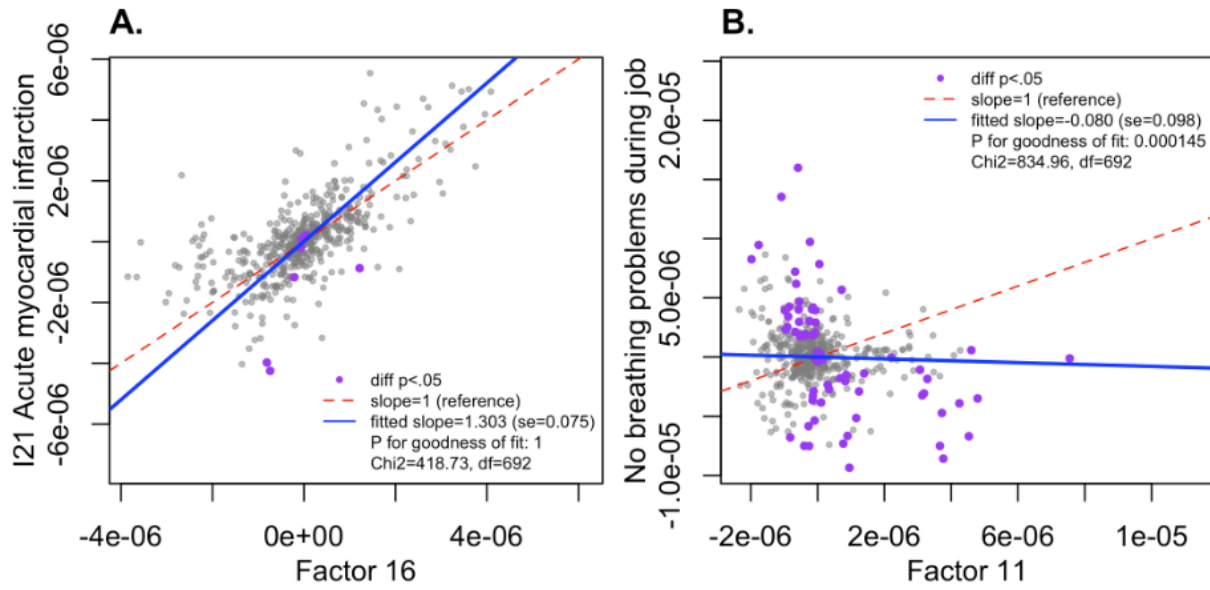 A.
I21 Acute myocardial infarction
6e-06
2e-06
-2e-06
-6e-06
diff p<.05
slope=1 (reference)
fitted slope=1.303 (se=0.075)
P for goodness of fit: 1
Chi2=418.73, df=692
-4e-06
0e+00
4e-06
Factor 16
B.
No breathing problems during job
2.0e-05
5.0e-06
-1.0e-05
diff p<.05
slope=1 (reference)
fitted slope=-0.080 (se=0.098)
P for goodness of fit: 0.000145
Chi2=834.96, df=692
-2e-06
2e-06
6e-06
1e-05
Factor 11